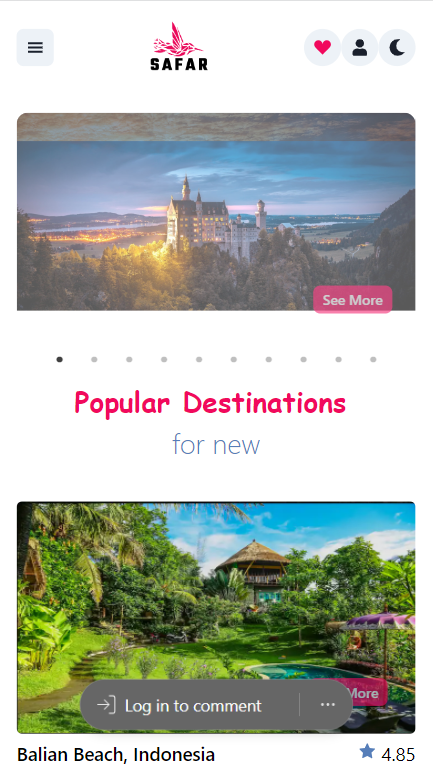 SAFAR
See More
Popular Destinations
for new
More
Log in to comment
Balian Beach, Indonesia
4.85